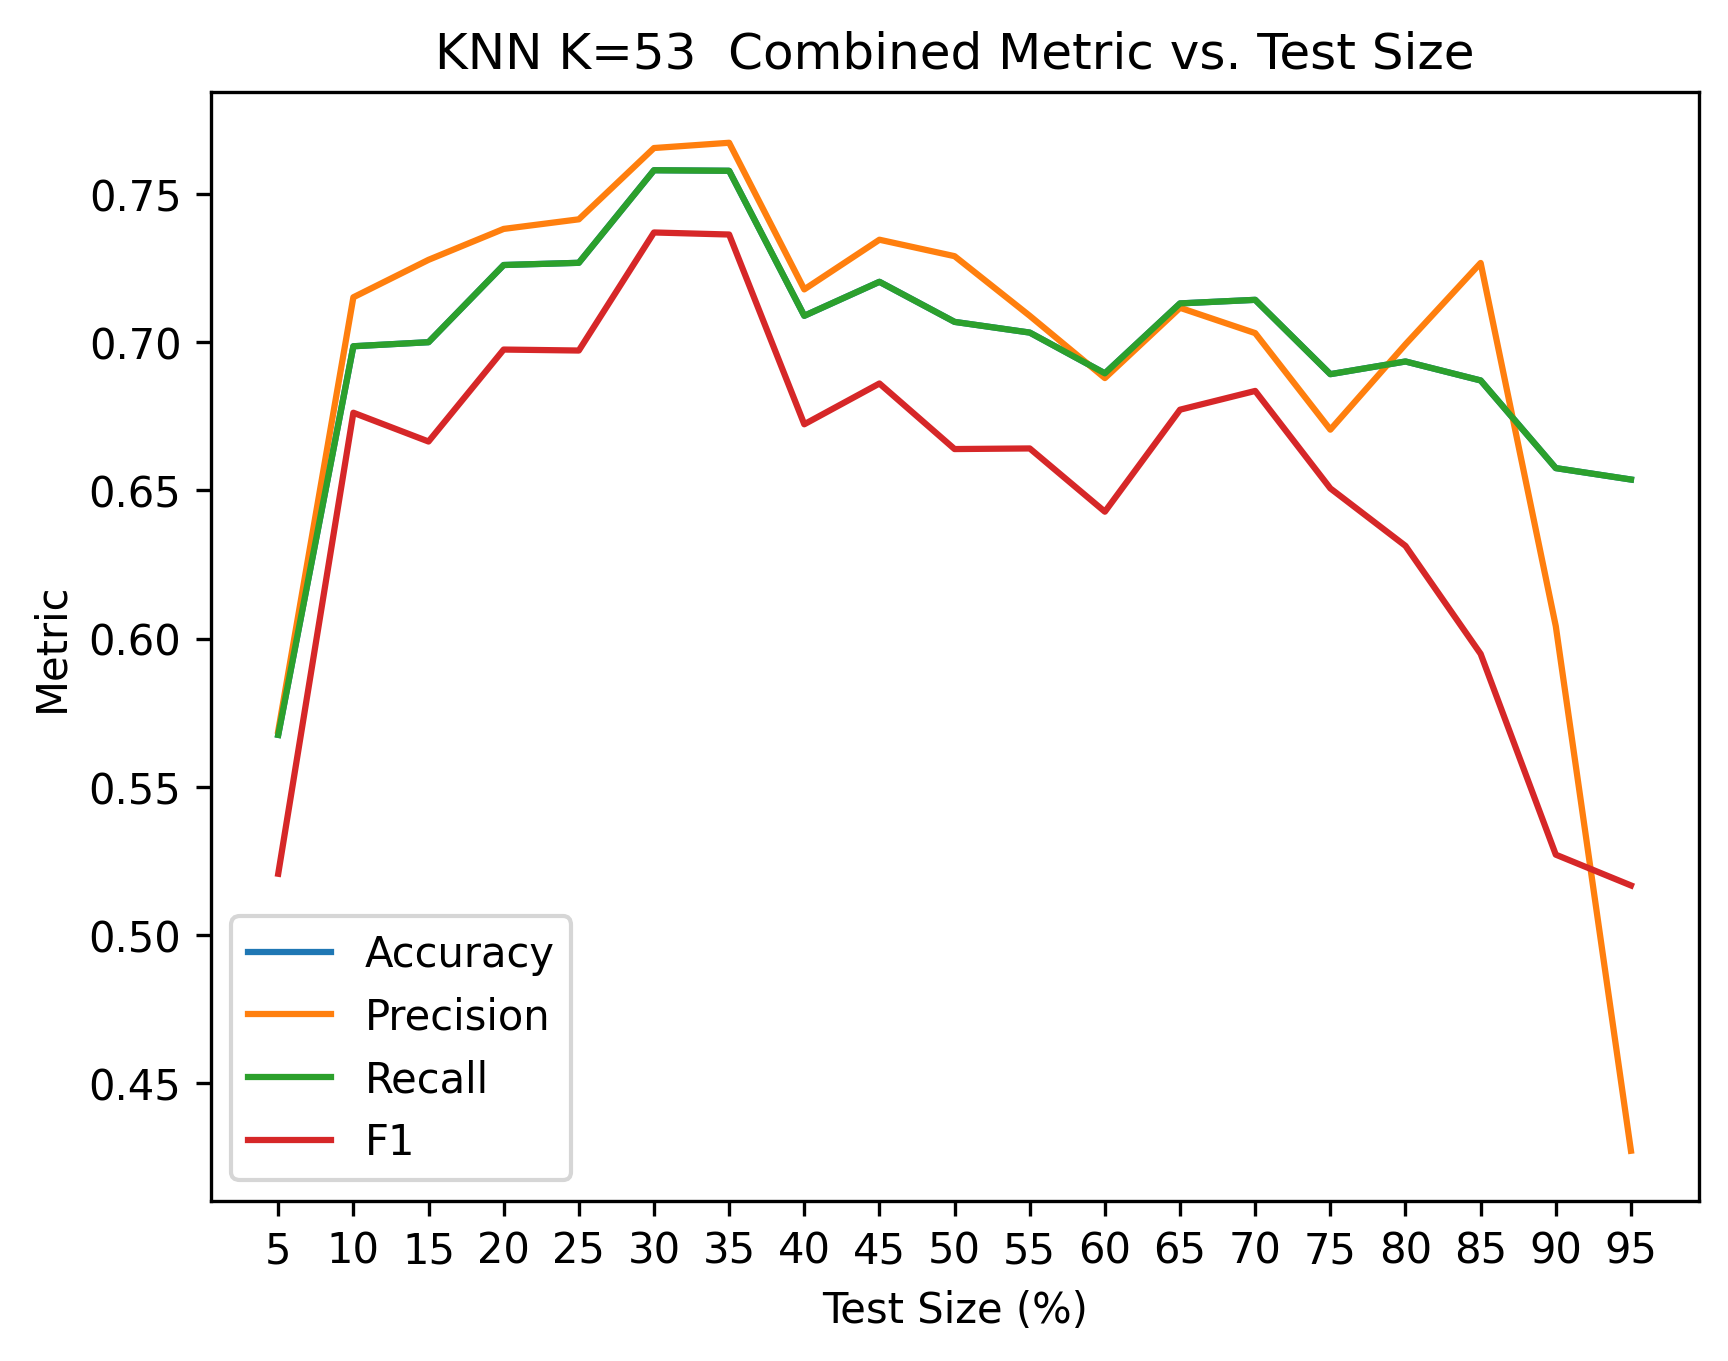 KNN K=53  Combined Metric vs. Test Size
Metric
0.75
0.70
0.65
0.60
0.55
0.50
0.45
Accuracy
Precision
Recall
F1
5 10 15 20 25 30 35 40 45 50 55 60 65 70 75 80 85 90 95
Test Size (%)